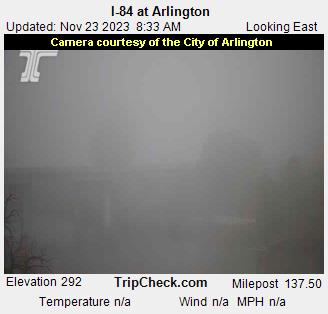 I-84 at Arlington
Updated: Nov 23 2023 8:33 AM Looking East
Camera courtesy of the City of Arlington
Elevation 292 TripCheck.com Milepost 137.50
Temperature n/a Wind n/a MPH n/a